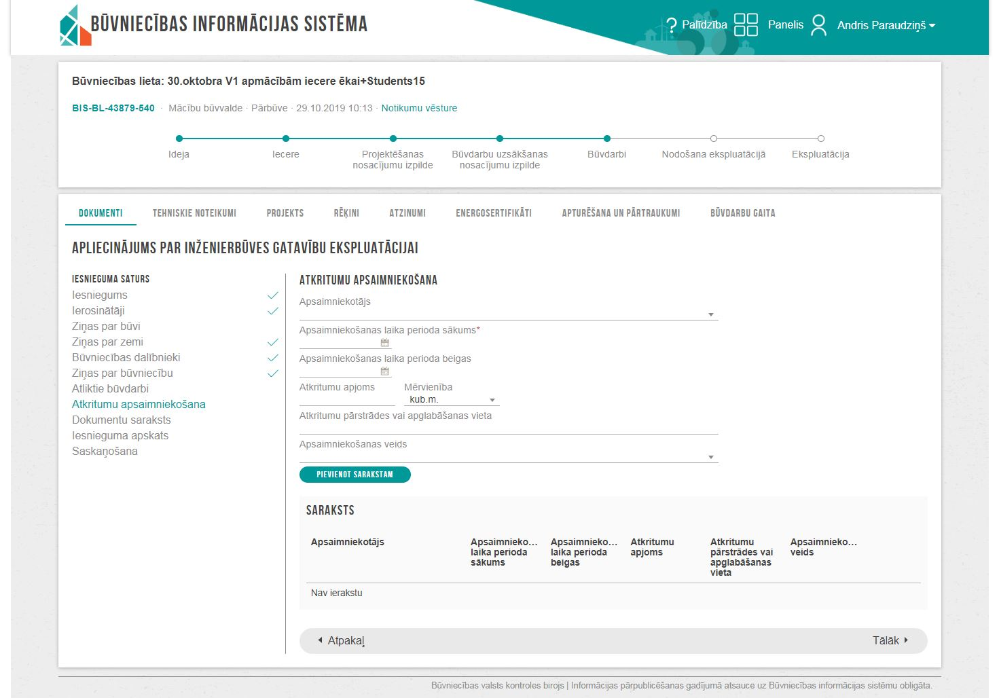 BŪVNIECĪBAS INFORMĀCIJAS SISTĒMA
Palīdzība
Panelis
Andris Paraudziņš
Būvniecības lieta: 30.oktobra V1 apmācībām iecere ēkai+Students15
BIS-BL-43879-540 · Mācību būvvalde · Pārbūve · 29.10.2019 10:13 · Notikumu vēsture
Ideja
Iecere
Projektēšanas
nosacījumu izpilde
Būvdarbu uzsākšanas
nosacījumu izpilde
Būvdarbi
Nodošana ekspluatācijā
Ekspluatācija
DOKUMENTI TEHNISKIE NOTEIKUMI PROJEKTS RĒĶINI ATZINUMI ENERGOSERTIFIKĀTI APTURĒŠANA UN PĀRTRAUKUMI BŪVDARBU GAITA
APLIECINĀJUMS PAR INŽENIERBŪVES GATAVĪBU EKSPLUATĀCIJAI
IESNIEGUMA SATURS
Iesniegums
Ierosinātāji
Ziņas par būvi
Ziņas par zemi
Būvniecības dalībnieki
Ziņas par būvniecību
Atliktie būvdarbi
Atkritumu apsaimniekošana
Dokumentu saraksts
Iesnieguma apskats
Saskaņošana
ATKRITUMU APSAIMNIEKOŠANA
Apsaimniekotājs
Apsaimniekošanas laika perioda sākums*
Apsaimniekošanas laika perioda beigas
Atkritumu apjoms
Mērvienība
kub.m.
Atkritumu pārstrādes vai apglabāšanas vieta
Apsaimniekošanas veids
PIEVIENOT SARAKSTAM
SARAKSTS
Apsaimniekotājs
Apsaimnieko...
laika perioda
sākums
Apsaimnieko...
laika perioda
beigas
Atkritumu
apjoms
Atkritumu
pārstrādes vai
apglabāšanas
vieta
Apsaimnieko...
veids
Nav ierakstu
Atpakaļ
Tālāk
Būvniecības valsts kontroles birojs | Informācijas pārpublicēšanas gadījumā atsauce uz Būvniecības informācijas sistēmu obligāta.